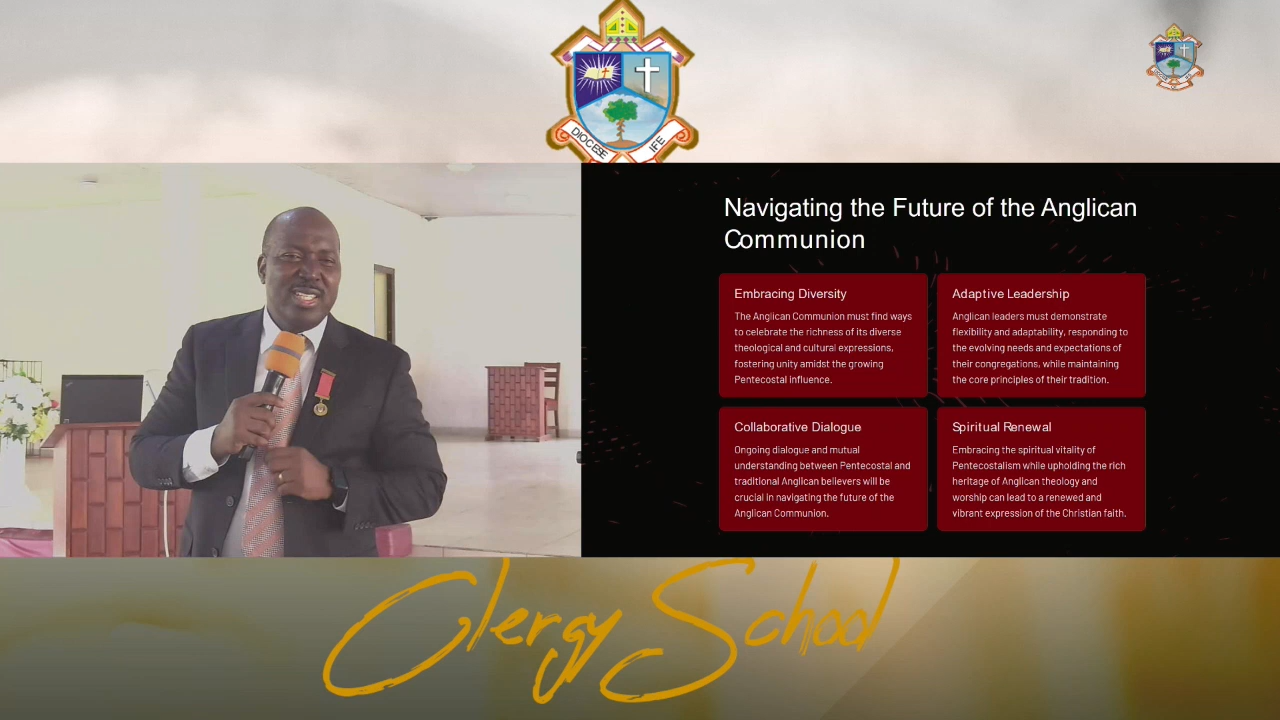 DIOCESE IFE
DIOCESE IFE
Navigating the Future of the Anglican
Communion
Embracing Diversity
The Anglican Communion must find ways
to celebrate the richness of its diverse
theological and cultural expressions,
fostering unity amidst the growing
Pentecostal influence.
Adaptive Leadership
Anglican leaders must demonstrate
flexibility and adaptability, responding to
the evolving needs and expectations of
their congregations, while maintaining
the core principles of their tradition.
Collaborative Dialogue
Ongoing dialogue and mutual
understanding between Pentecostal and
traditional Anglican believers will be
crucial in navigating the future of the
Anglican Communion.
Spiritual Renewal
Embracing the spiritual vitality of
Pentecostalism while upholding the rich
heritage of Anglican theology and
worship can lead to a renewed and
vibrant expression of the Christian faith.
Clergy School